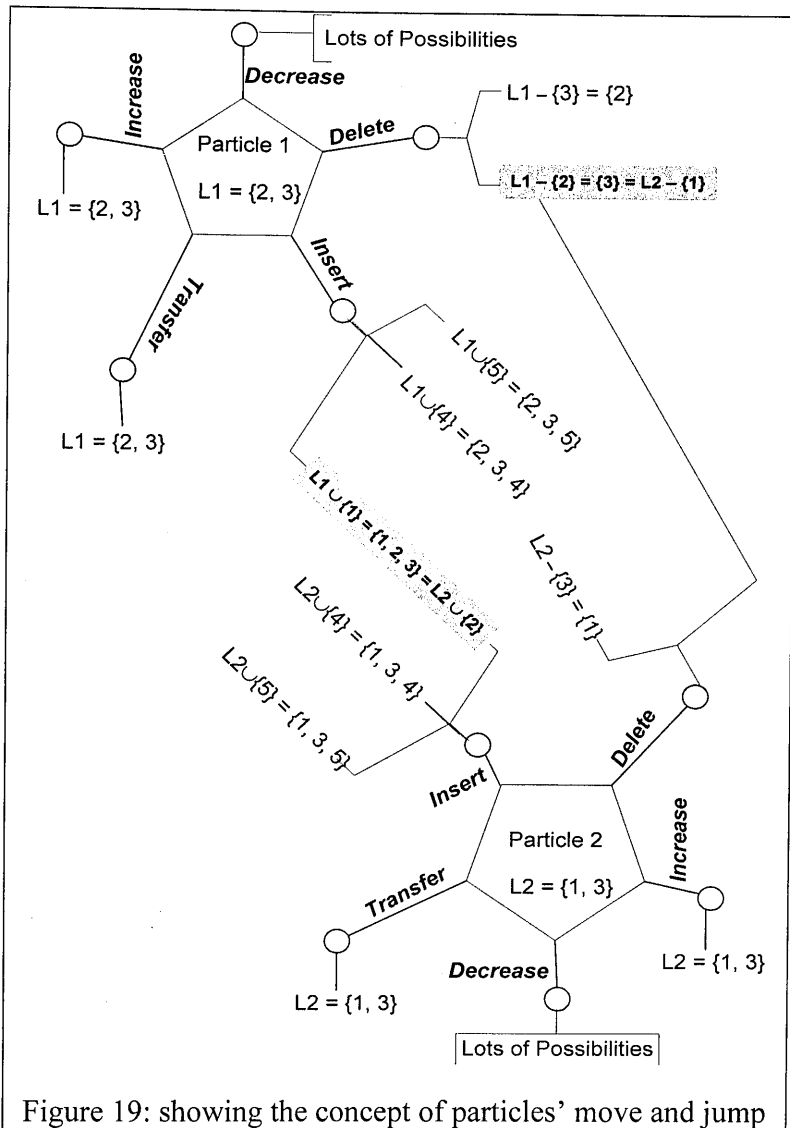 Lots of Possibilities
Decrease
Increase
Delete
L1 – {3} = {2}
Particle 1
L1 = {2, 3}
L1 – {2} = {3} = L2 – {1}
L1 = {2, 3}
Insert
Transfer
L1 = {2, 3}
L1∪{5} = {2, 3, 5}
L1∪{4} = {2, 3, 4}
L1 ∪ {1} = {1, 2, 3} = L2 ∪ {2}
L2 – {3} = {1}
L2∪{4} = {1, 3, 4}
L2∪{5} = {1, 3, 5}
Delete
Insert
Increase
Particle 2
L2 = {1, 3}
Transfer
Decrease
L2 = {1, 3}
L2 = {1, 3}
Lots of Possibilities
Figure 19: showing the concept of particles’ move and jump